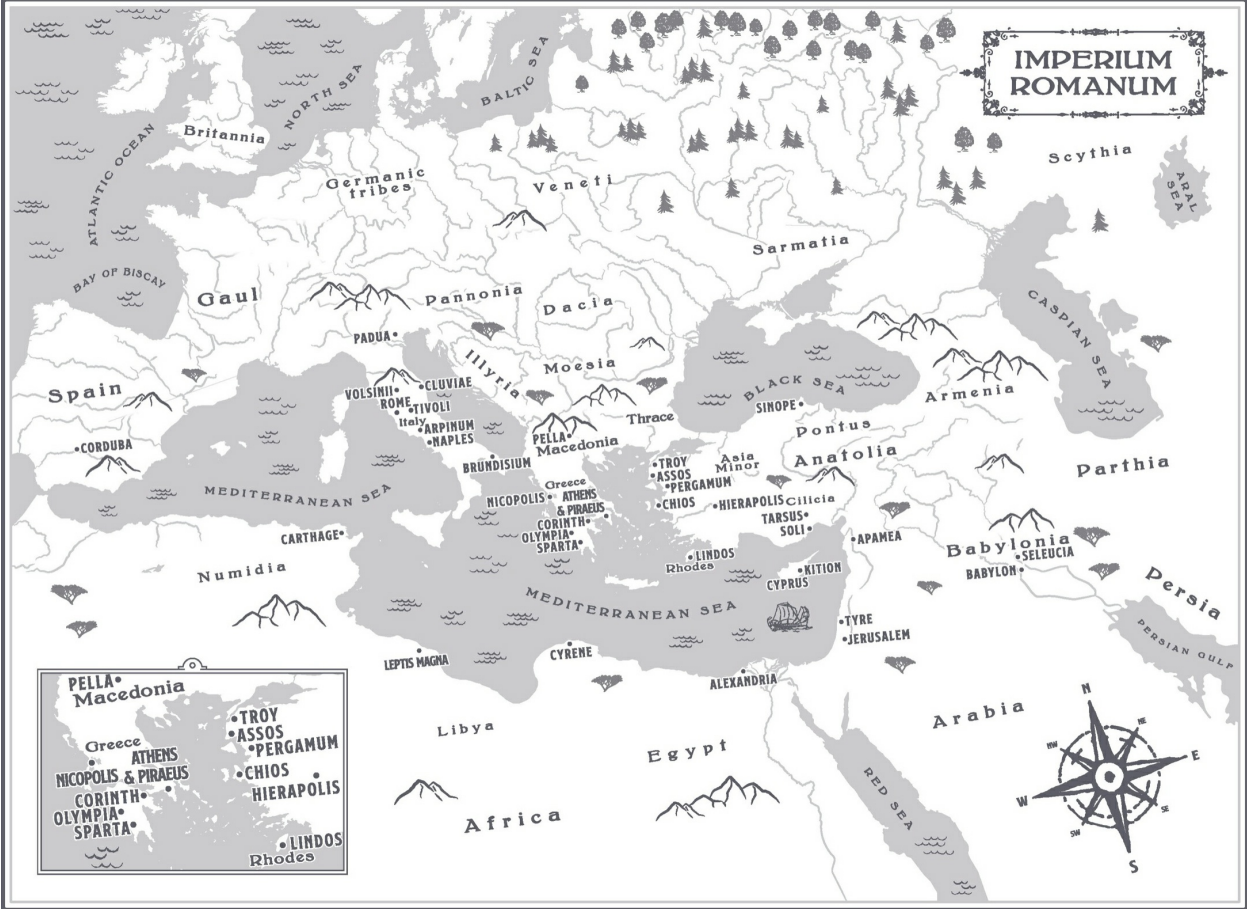 IMPERIUM
ROMANUM
BALTIC SEA
NORTH SEA
Britannia
ATLANTIC OCEAN
Germanic
tribes
Veneti
Scythia
ARAL
SEA
Sarmatia
BAY OF BISCAY
Gaul
Pannonia
Dacia
CASPIAN SEA
PADUA
Illyria
Moesia
BLACK SEA
Armenia
Spain
VOLSINII
CLUVIAE
ROME
TIVOLI
Italy
ARPINUM
NAPLES
SINOPE
Thrace
Pontus
CORDUBA
PELLA
Macedonia
BRUNDISIUM
Asia
Minor
Anatolia
Parthia
TROY
ASSOS
PERGAMUM
MEDITERRANEAN SEA
Greece
NICOPOLIS
ATHENS
& PIRAEUS
CHIOS
HIERAPOLIS
Cilicia
CORINTH
TARSUS
OLYMPIA
SOLI
SPARTA
CARTHAGE
APAMEA
Babylonia
SELEUCIA
BABYLON
LINDOS
Rhodes
KITION
CYPRUS
Numidia
Persia
MEDITERRANEAN SEA
TYRE
JERUSALEM
PERSIAN GULF
LEPTIS MAGNA
CYRENE
ALEXANDRIA
Libya
Egypt
Arabia
RED SEA
Africa
PELLA
Macedonia
TROY
ASSOS
Greece
ATHENS
PERGAMUM
NICOPOLIS & PIRAEUS
CHIOS
CORINTH
HIERAPOLIS
OLYMPIA
SPARTA
LINDOS
Rhodes
N
NE
NW
E
W
SE
SW
S